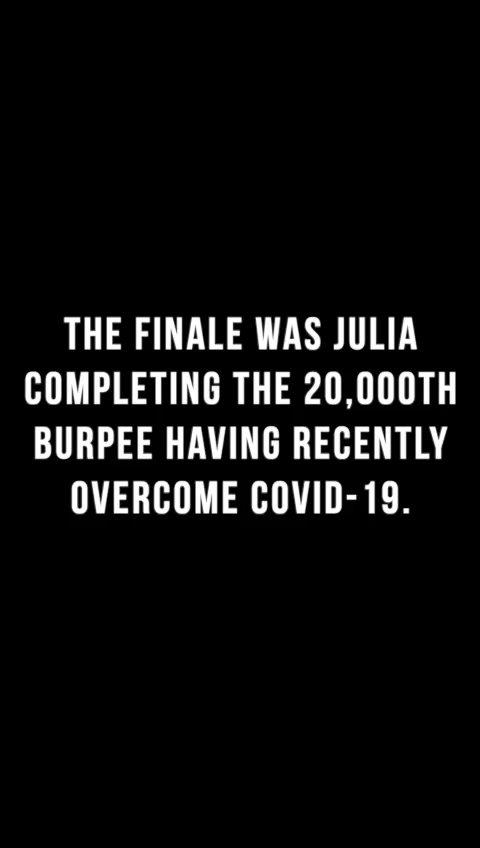 THE FINALE WAS JULIA
COMPLETING THE 20,000TH
BURPEE HAVING RECENTLY
OVERCOME COVID-19.